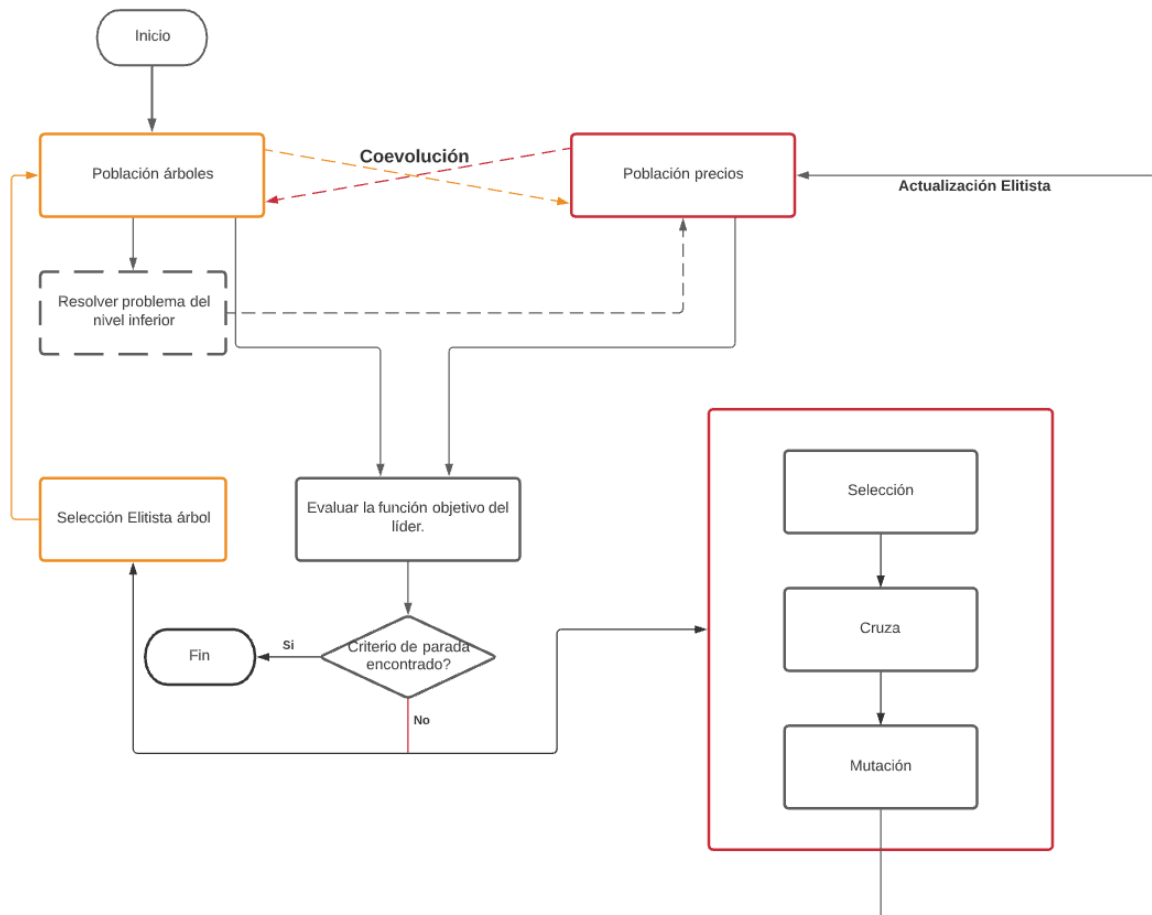 Inicio
Coevolución
Población árboles
Población precios
Actualización Elitista
Resolver problema del
nivel inferior
Selección
Selección Elitista árbol
Evaluar la función objetivo del
líder.
Cruza
Fin
Si
Criterio de parada
encontrado?
No
Mutación